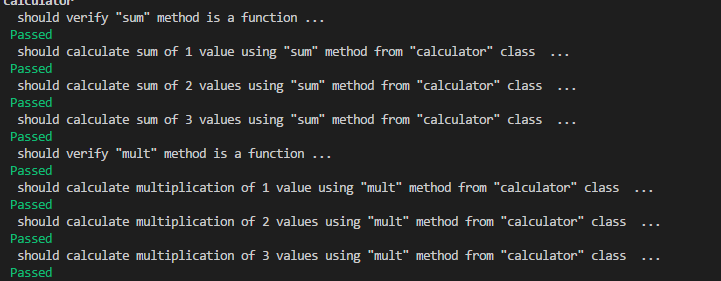 Calculator
should verify "sum" method is a function ...
Passed
should calculate sum of 1 value using "sum" method from "calculator" class ...
Passed
should calculate sum of 2 values using "sum" method from "calculator" class ...
Passed
should calculate sum of 3 values using "sum" method from "calculator" class ...
Passed
should verify "mult" method is a function ...
Passed
should calculate multiplication of 1 value using "mult" method from "calculator" class ...
Passed
should calculate multiplication of 2 values using "mult" method from "calculator" class ...
Passed
should calculate multiplication of 3 values using "mult" method from "calculator" class ...
Passed